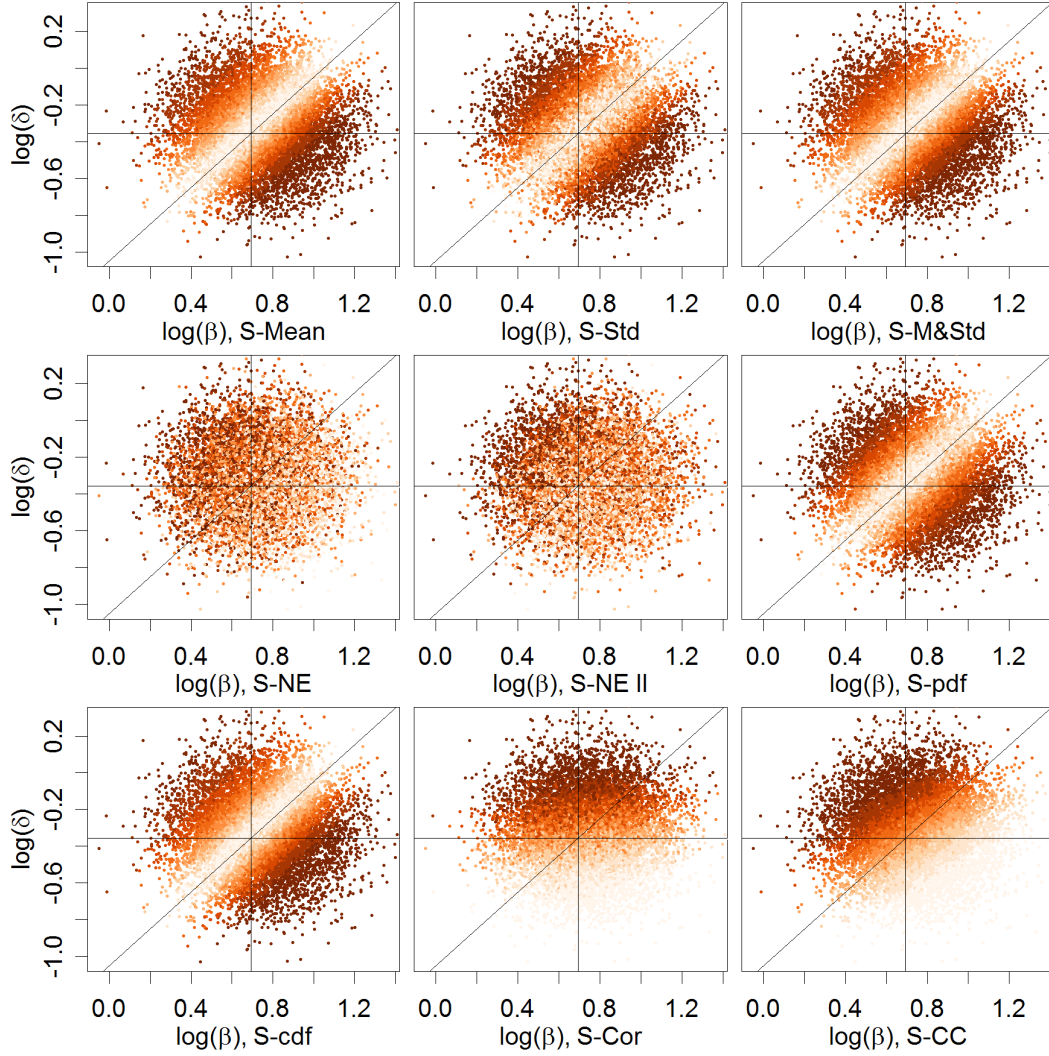 0.2
-0.2
-0.6
-1.0
log(δ)
0.0 0.4 0.8 1.2
log(β), S-Mean
0.0 0.4 0.8 1.2
log(β), S-Std
0.0 0.4 0.8 1.2
log(β), S-M&Std
0.2
-0.2
-0.6
-1.0
log(δ)
0.0 0.4 0.8 1.2
log(β), S-NE
0.0 0.4 0.8 1.2
log(β), S-NE II
0.0 0.4 0.8 1.2
log(β), S-pdf
0.2
-0.2
-0.6
-1.0
log(δ)
0.0 0.4 0.8 1.2
log(β), S-cdf
0.0 0.4 0.8 1.2
log(β), S-Cor
0.0 0.4 0.8 1.2
log(β), S-CC